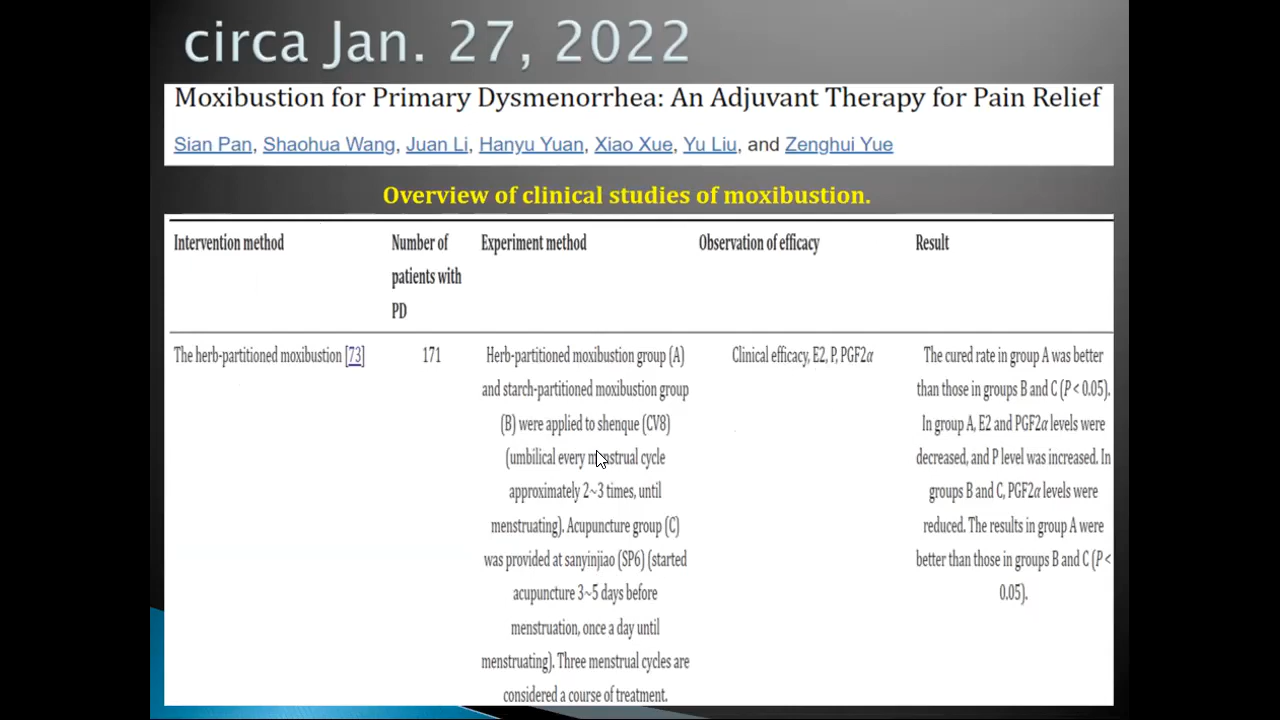 circa Jan. 27, 2022
Moxibustion for Primary Dysmenorrhea: An Adjuvant Therapy for Pain Relief
Sian Pan, Shaohua Wang, Juan Li, Hanyu Yuan, Xiao Xue, Yu Liu, and Zenghui Yue
Overview of clinical studies of moxibustion.
Intervention method
Number of
patients with
PD
Experiment method
Observation of efficacy
Result
The herb-partitioned moxibustion [73]
171
Herb-partitioned moxibustion group (A)
and starch-partitioned moxibustion group
(B) were applied to shenque (CV8)
(umbilical every menstrual cycle
approximately 2~3 times, until
menstruating). Acupuncture group (C)
was provided at sanyinjiao (SP6) (started
acupuncture 3~5 days before
menstruation, once a day until
menstruating). Three menstrual cycles are
considered a course of treatment.
Clinical efficacy, E2, P, PGF2α
The cured rate in group A was better
than those in groups B and C (P < 0.05).
In group A, E2 and PGF2α levels were
decreased, and P level was increased. In
groups B and C, PGF2α levels were
reduced. The results in group A were
better than those in groups B and C (P <
0.05).